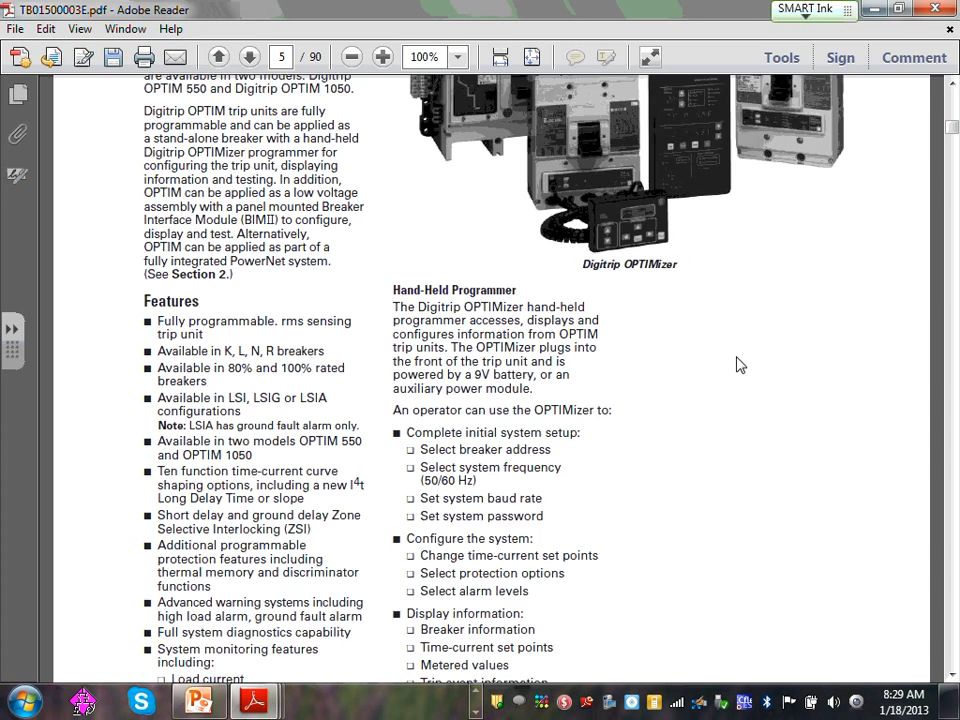 TB01500003E.pdf - Adobe Reader
SMART Ink
File Edit View Window Help
5 / 90
100%
Tools Sign Comment
are available in two models: Digitrip
OPTIM 550 and Digitrip OPTIM 1050.
Digitrip OPTIM trip units are fully
programmable and can be applied as
a stand-alone breaker with a hand-held
Digitrip OPTIMizer programmer for
configuring the trip unit, displaying
information and testing. In addition,
OPTIM can be applied as a low voltage
assembly with a panel mounted Breaker
Interface Module (BIMII) to configure,
display and test. Alternatively,
OPTIM can be applied as part of a
fully integrated PowerNet system.
(See Section 2.)
Features
■ Fully programmable. rms sensing
trip unit
■ Available in K, L, N, R breakers
■ Available in 80% and 100% rated
breakers
■ Available in LSI, LSIG or LSIA
configurations
Note: LSIA has ground fault alarm only.
■ Available in two models OPTIM 550
and OPTIM 1050
■ Ten function time-current curve
shaping options, including a new I4t
Long Delay Time or slope
■ Short delay and ground delay Zone
Selective Interlocking (ZSI)
■ Additional programmable
protection features including
thermal memory and discriminator
functions
■ Advanced warning systems including
high load alarm, ground fault alarm
■ Full system diagnostics capability
■ System monitoring features
including:
❏ Load current
Digitrip OPTIMizer
Hand-Held Programmer
The Digitrip OPTIMizer hand-held
programmer accesses, displays and
configures information from OPTIM
trip units. The OPTIMizer plugs into
the front of the trip unit and is
powered by a 9V battery, or an
auxiliary power module.
An operator can use the OPTIMizer to:
■ Complete initial system setup:
❏ Select breaker address
❏ Select system frequency
(50/60 Hz)
❏ Set system baud rate
❏ Set system password
■ Configure the system:
❏ Change time-current set points
❏ Select protection options
❏ Select alarm levels
■ Display information:
❏ Breaker information
❏ Time-current set points
❏ Metered values
❏ Trip event information
8:29 AM
1/18/2013